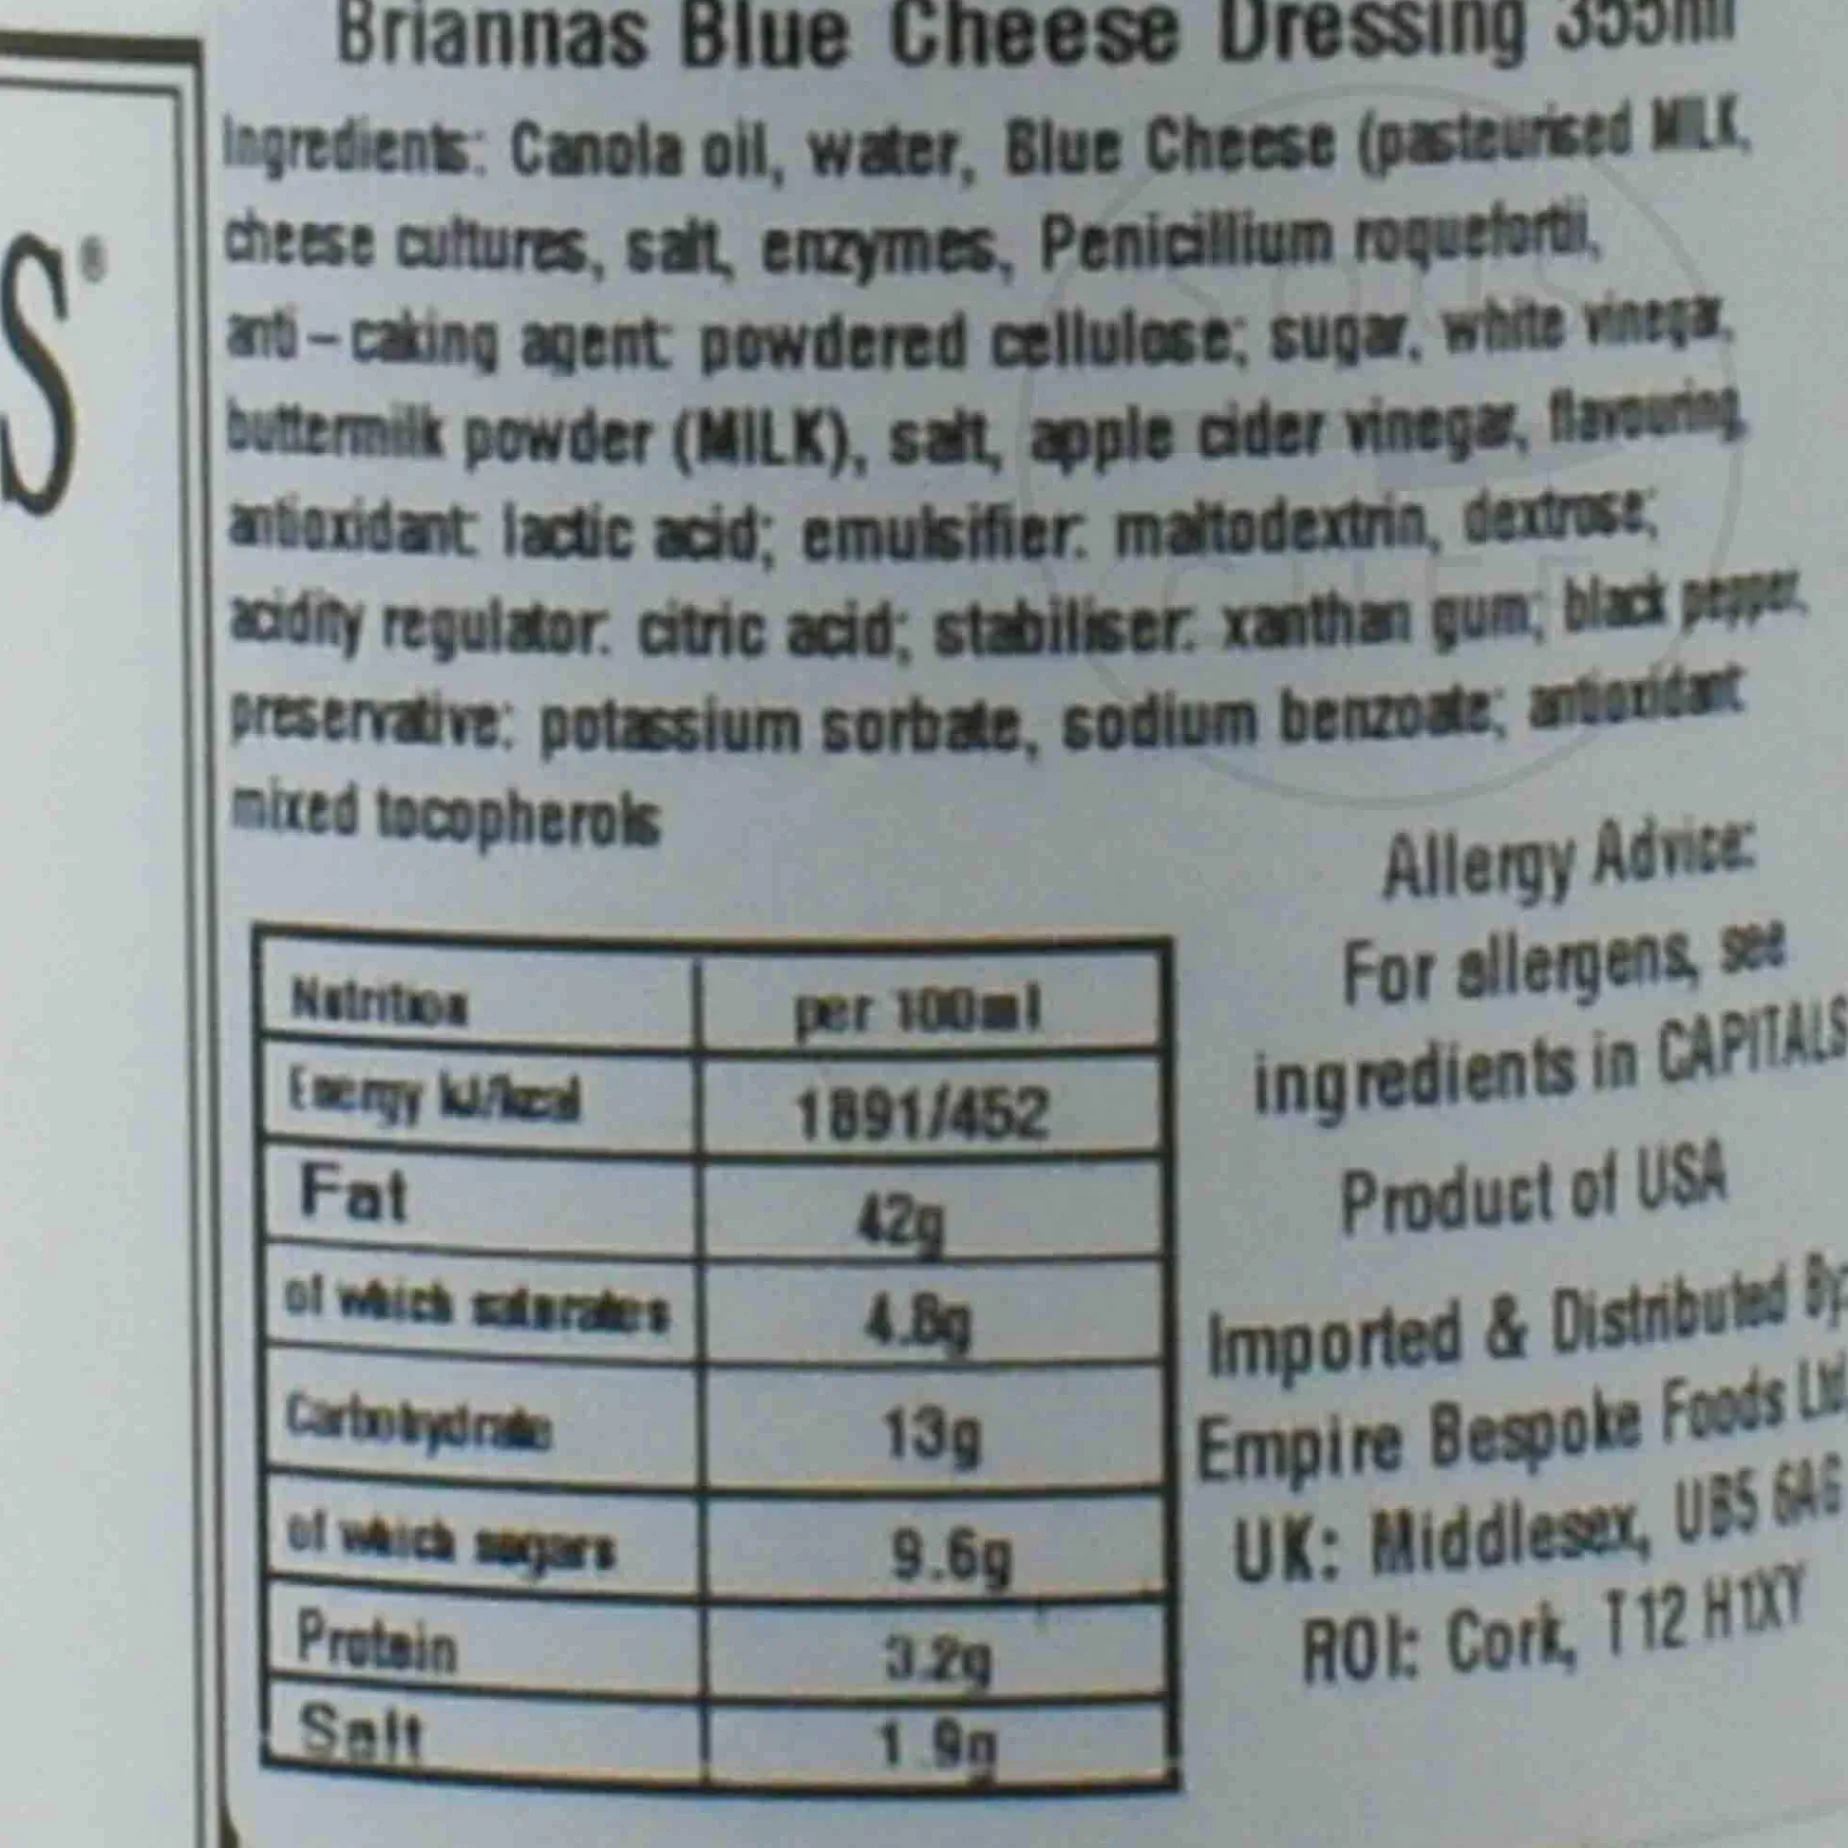 S®
Briannas Blue Cheese Dressing 355ml
Ingredients: Canola oil, water, Blue Cheese (pasteurised MILK,
cheese cultures, salt, enzymes, Penicillium roquefortii,
anti-caking agent: powdered cellulose; sugar, white vinegar,
buttermilk powder (MILK), salt, apple cider vinegar, flavouring,
antioxidant: lactic acid; emulsifier: maltodextrin, dextrose;
acidity regulator: citric acid; stabiliser: xanthan gum; black pepper,
preservative: potassium sorbate, sodium benzoate; antioxidant:
mixed tocopherols
Nutrition per 100ml
Energy kJ/kcal 1891/452
Fat 42g
of which saturates 4.8g
Carbohydrate 13g
of which sugars 9.6g
Protein 3.2g
Salt 1.9g
Allergy Advice:
For allergens, see
ingredients in CAPITALS
Product of USA
Imported & Distributed By:
Empire Bespoke Foods Ltd
UK: Middlesex, UB5 6AG
ROI: Cork, T12 H1XY